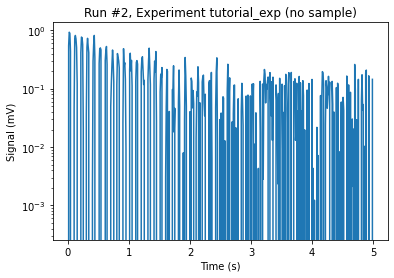 Run #2, Experiment tutorial_exp (no sample)
Signal (mV)
10⁰
10⁻¹
10⁻²
10⁻³
0 1 2 3 4 5
Time (s)